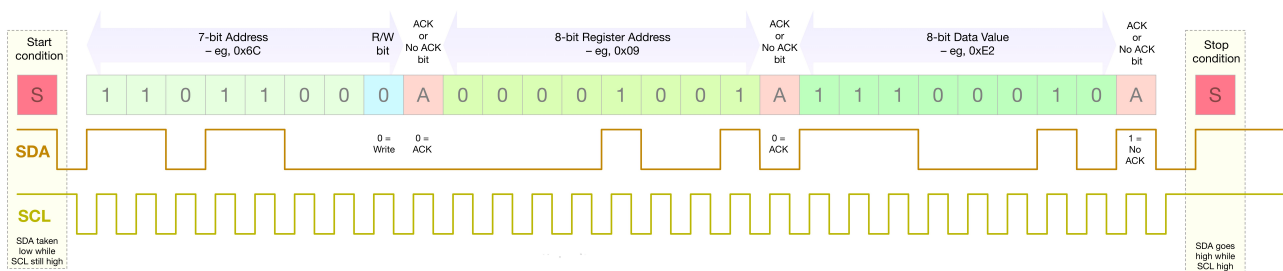 Start
condition
7-bit Address
– eg, 0x6C
R/W
bit
ACK
or
No ACK
bit
8-bit Register Address
– eg, 0x09
ACK
or
No ACK
bit
8-bit Data Value
– eg, 0xE2
ACK
or
No ACK
bit
Stop
condition
S 1 1 0 1 1 0 0 0 A 0 0 0 0 1 0 0 1 A 1 1 1 0 0 0 1 0 A S
SDA
0 =
Write
0 =
ACK
0 =
ACK
1 =
No
ACK
SCL
SDA taken
low while
SCL still high
SDA goes
high while
SCL high